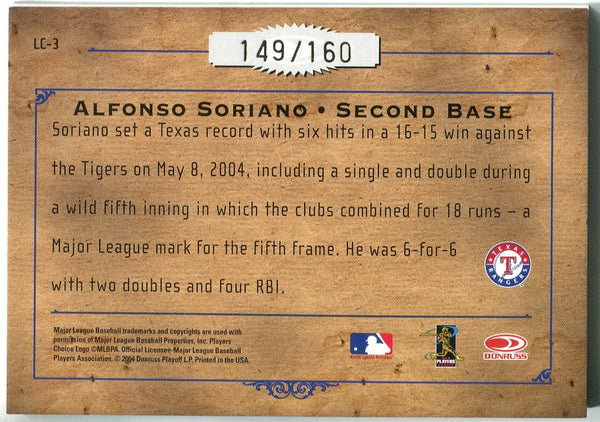 LC-3
149/160
ALFONSO SORIANO • SECOND BASE
Soriano set a Texas record with six hits in a 16-15 win against
the Tigers on May 8, 2004, including a single and double during
a wild fifth inning in which the clubs combined for 18 runs – a
Major League mark for the fifth frame. He was 6-for-6
with two doubles and four RBI.
TEXAS
T
RANGERS
Major League Baseball trademarks and copyrights are used with
permission of Major League Baseball Properties, Inc. Players
Choice Logo ©MLBPA. Official Licensee-Major League Baseball
Players Association. © 2004 Donruss Playoff L.P. Printed in the USA.
PLAYERS
DONRUSS